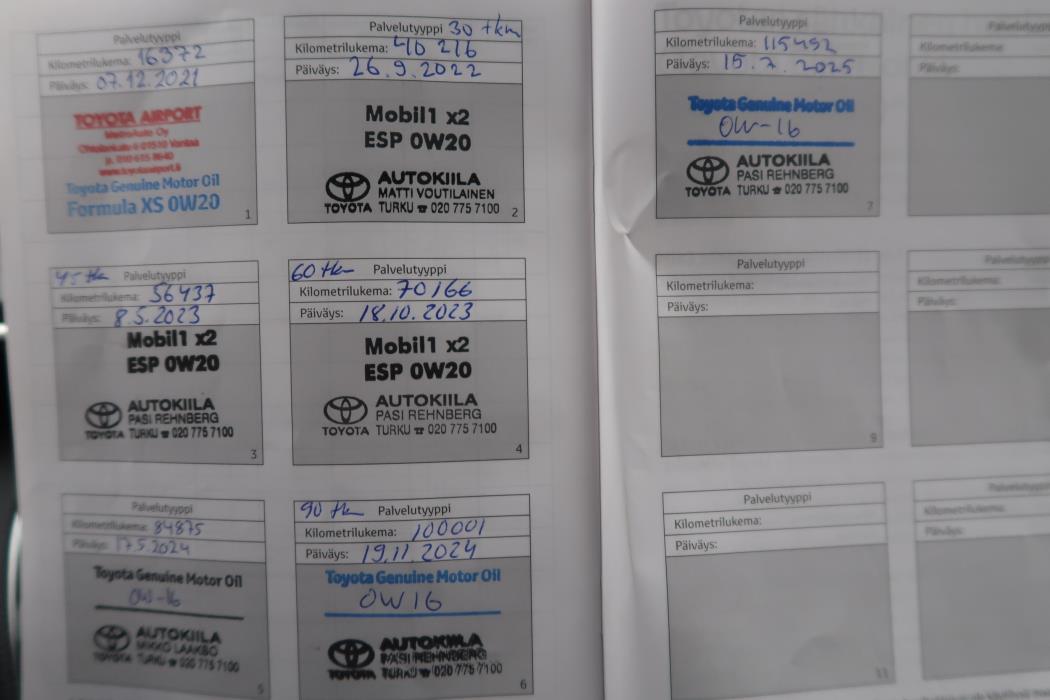 Palvelutyyppi
Kilometrilukema: 16372
Päiväys: 07.12.2021
TOYOTA AIRPORT
MetroAuto Oy
01510 Vantaa
www.toyotaairport.fi
Toyota Genuine Motor Oil
Formula XS 0W20
1
Palvelutyyppi 30 tkm
Kilometrilukema: 40 216
Päiväys: 26.9.2022
Mobil1 x2
ESP 0W20
AUTOKIILA
MATTI VOUTILAINEN
TOYOTA TURKU ☎ 020 775 7100
2
45 tkm Palvelutyyppi
Kilometrilukema: 56437
Päiväys: 8.5.2023
Mobil1 x2
ESP 0W20
AUTOKIILA
PASI REHNBERG
TOYOTA TURKU ☎ 020 775 7100
3
60 tkm Palvelutyyppi
Kilometrilukema: 70166
Päiväys: 18.10.2023
Mobil1 x2
ESP 0W20
AUTOKIILA
PASI REHNBERG
TOYOTA TURKU ☎ 020 775 7100
4
Palvelutyyppi
Kilometrilukema: 84875
Päiväys: 17.5.2024
Toyota Genuine Motor Oil
0W-16
AUTOKIILA
MIKKO LAAKSO
TOYOTA TURKU ☎ 020 775 7100
5
90 tkm Palvelutyyppi
Kilometrilukema: 100001
Päiväys: 19.11.2024
Toyota Genuine Motor Oil
0W16
AUTOKIILA
PASI REHNBERG
TOYOTA TURKU ☎ 020 775 7100
6
Palvelutyyppi
Kilometrilukema: 115452
Päiväys: 15.7.2025
Toyota Genuine Motor Oil
0W-16
AUTOKIILA
PASI REHNBERG
TOYOTA TURKU ☎ 020 775 7100
7
Palvelutyyppi
Kilometrilukema:
Päiväys:
Palvelutyyppi
Kilometrilukema:
Päiväys:
9
Palvelutyyppi
Kilometrilukema:
Päiväys:
Palvelutyyppi
Kilometrilukema:
Päiväys:
11
Palvelutyyppi
Kilometrilukema:
Päiväys: